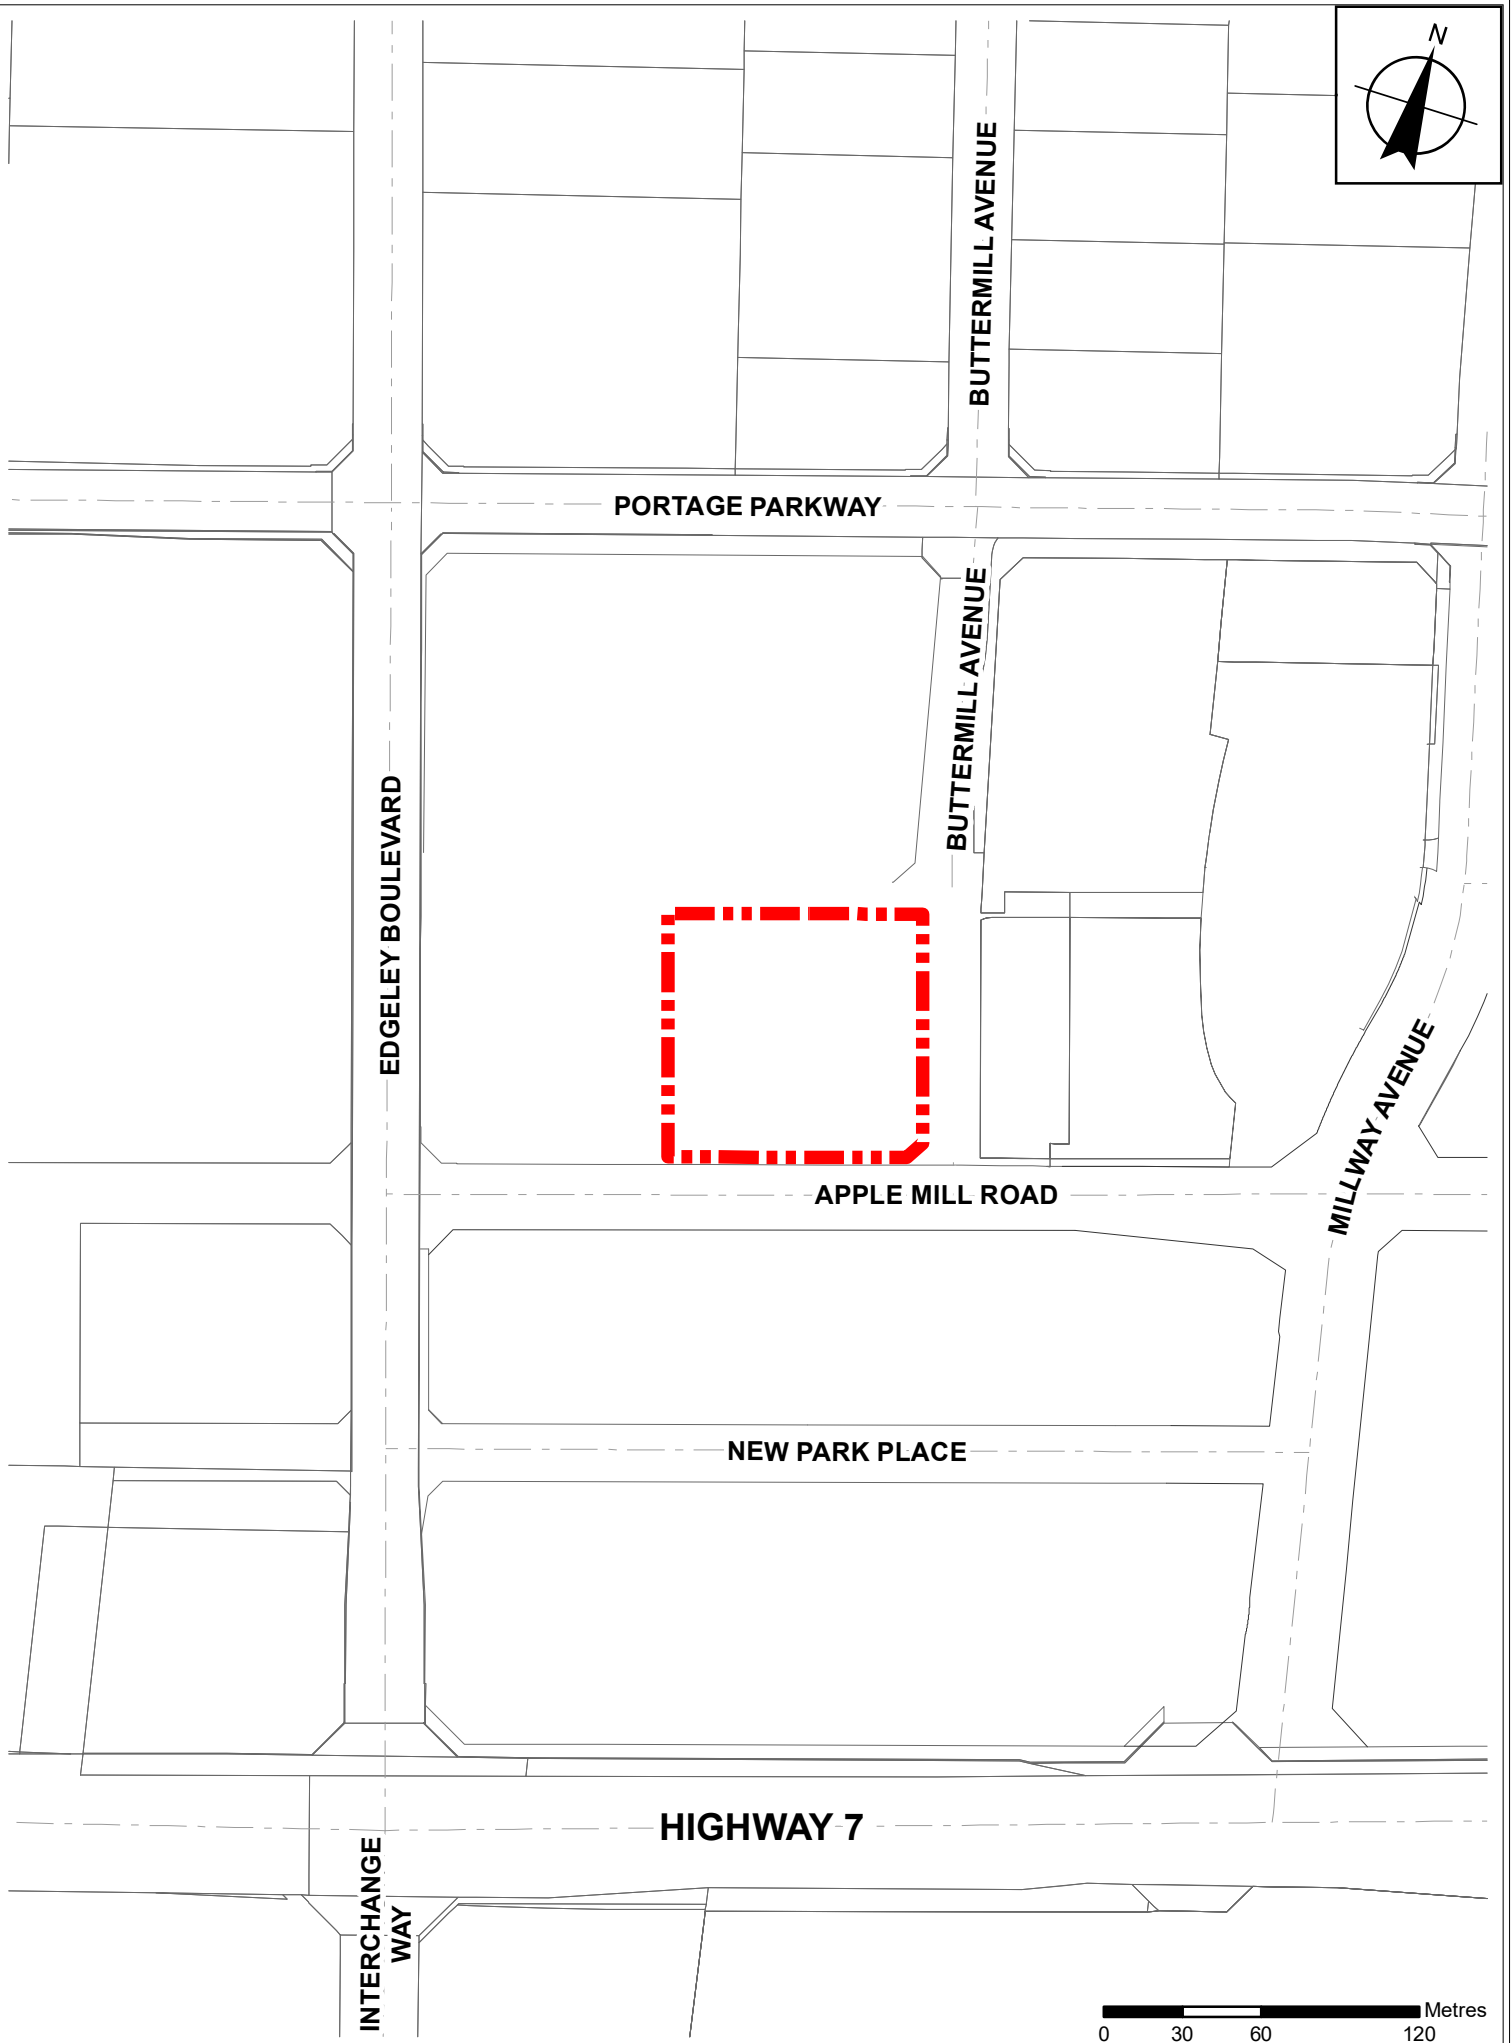 N
BUTTERMILL AVENUE
PORTAGE PARKWAY
BUTTERMILL AVENUE
EDGELEY BOULEVARD
MILLWAY AVENUE
APPLE MILL ROAD
NEW PARK PLACE
HIGHWAY 7
INTERCHANGE
WAY
Metres
0 30 60 120